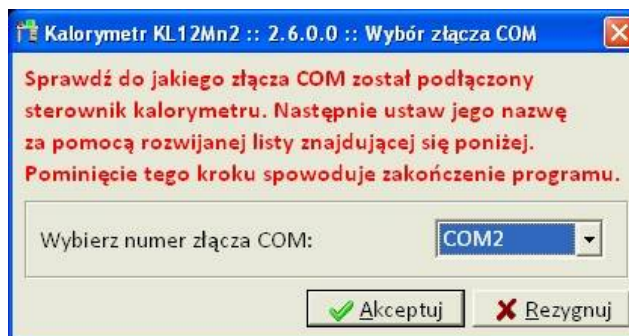 Kalorymetr KL12Mn2 :: 2.6.0.0 :: Wybór złącza COM
Sprawdź do jakiego złącza COM został podłączony
sterownik kalorymetru. Następnie ustaw jego nazwę
za pomocą rozwijanej listy znajdującej się poniżej.
Pominięcie tego kroku spowoduje zakończenie programu.
Wybierz numer złącza COM: COM2
Akceptuj Rezygnuj